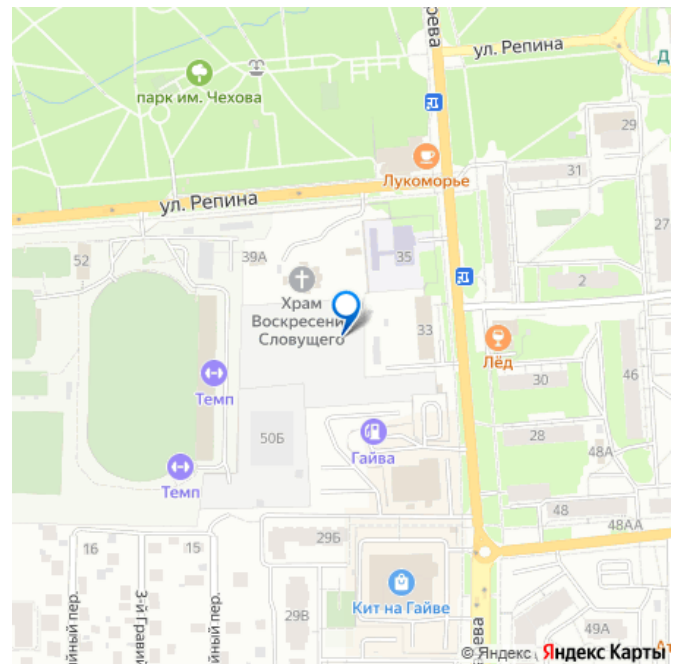 ул. Репина
парк им. Чехова
29
31
Лукоморье
27
ул. Репина
52
39А
35
Храм
Воскресени
Словущего
2
33
Лёд
46
Темп
30
50Б
28
Гайва
48А
Темп
48
48АА
29Б
16
15
Кит на Гайве
29В
49А
© Яндекс
Яндекс Карты